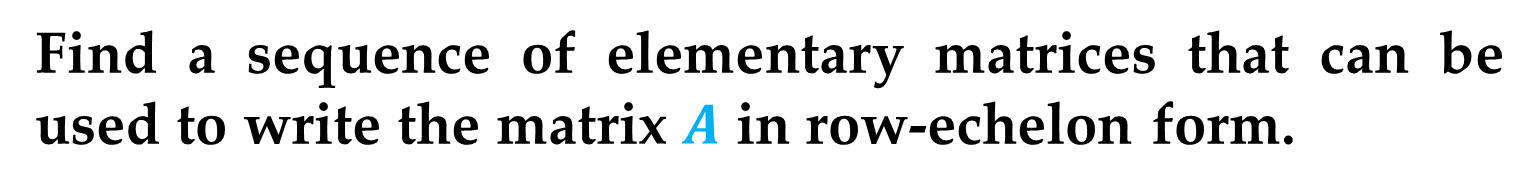 Find a sequence of elementary matrices that can be
used to write the matrix A in row-echelon form.